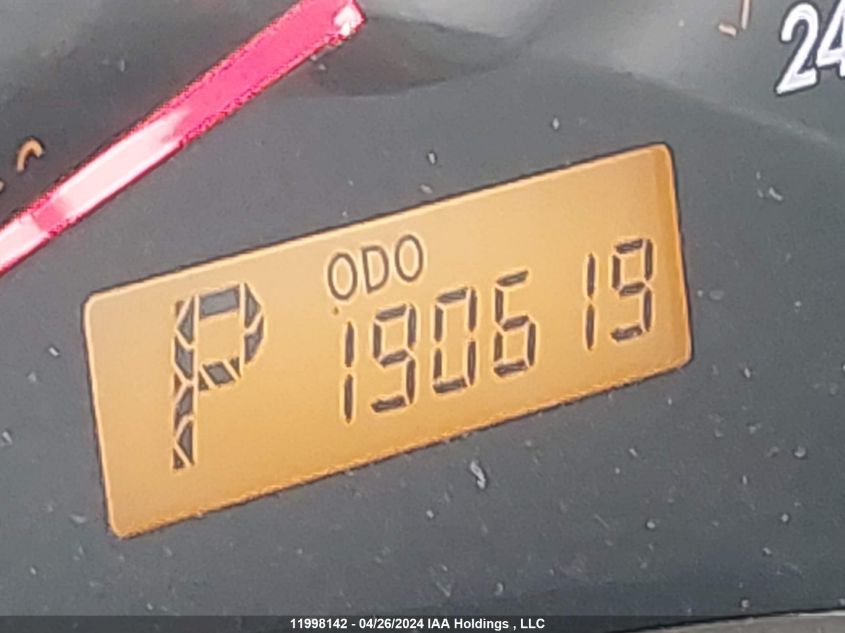 24
ODO
P 190619
11998142 - 04/26/2024 IAA Holdings , LLC